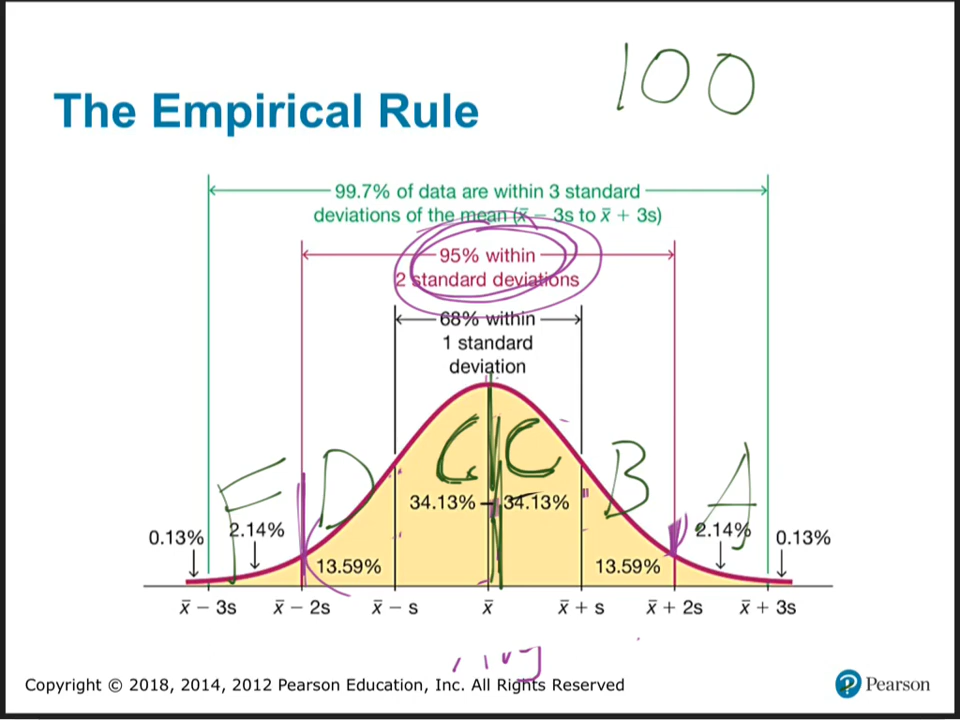 100
The Empirical Rule
99.7% of data are within 3 standard
deviations of the mean (x̄ − 3s to x̄ + 3s)
95% within
2 standard deviations
68% within
1 standard
deviation
F D C C B A
34.13% 34.13%
0.13% 2.14% 2.14% 0.13%
13.59% 13.59%
x̄ − 3s x̄ − 2s x̄ − s x̄ x̄ + s x̄ + 2s x̄ + 3s
Copyright © 2018, 2014, 2012 Pearson Education, Inc. All Rights Reserved
P Pearson